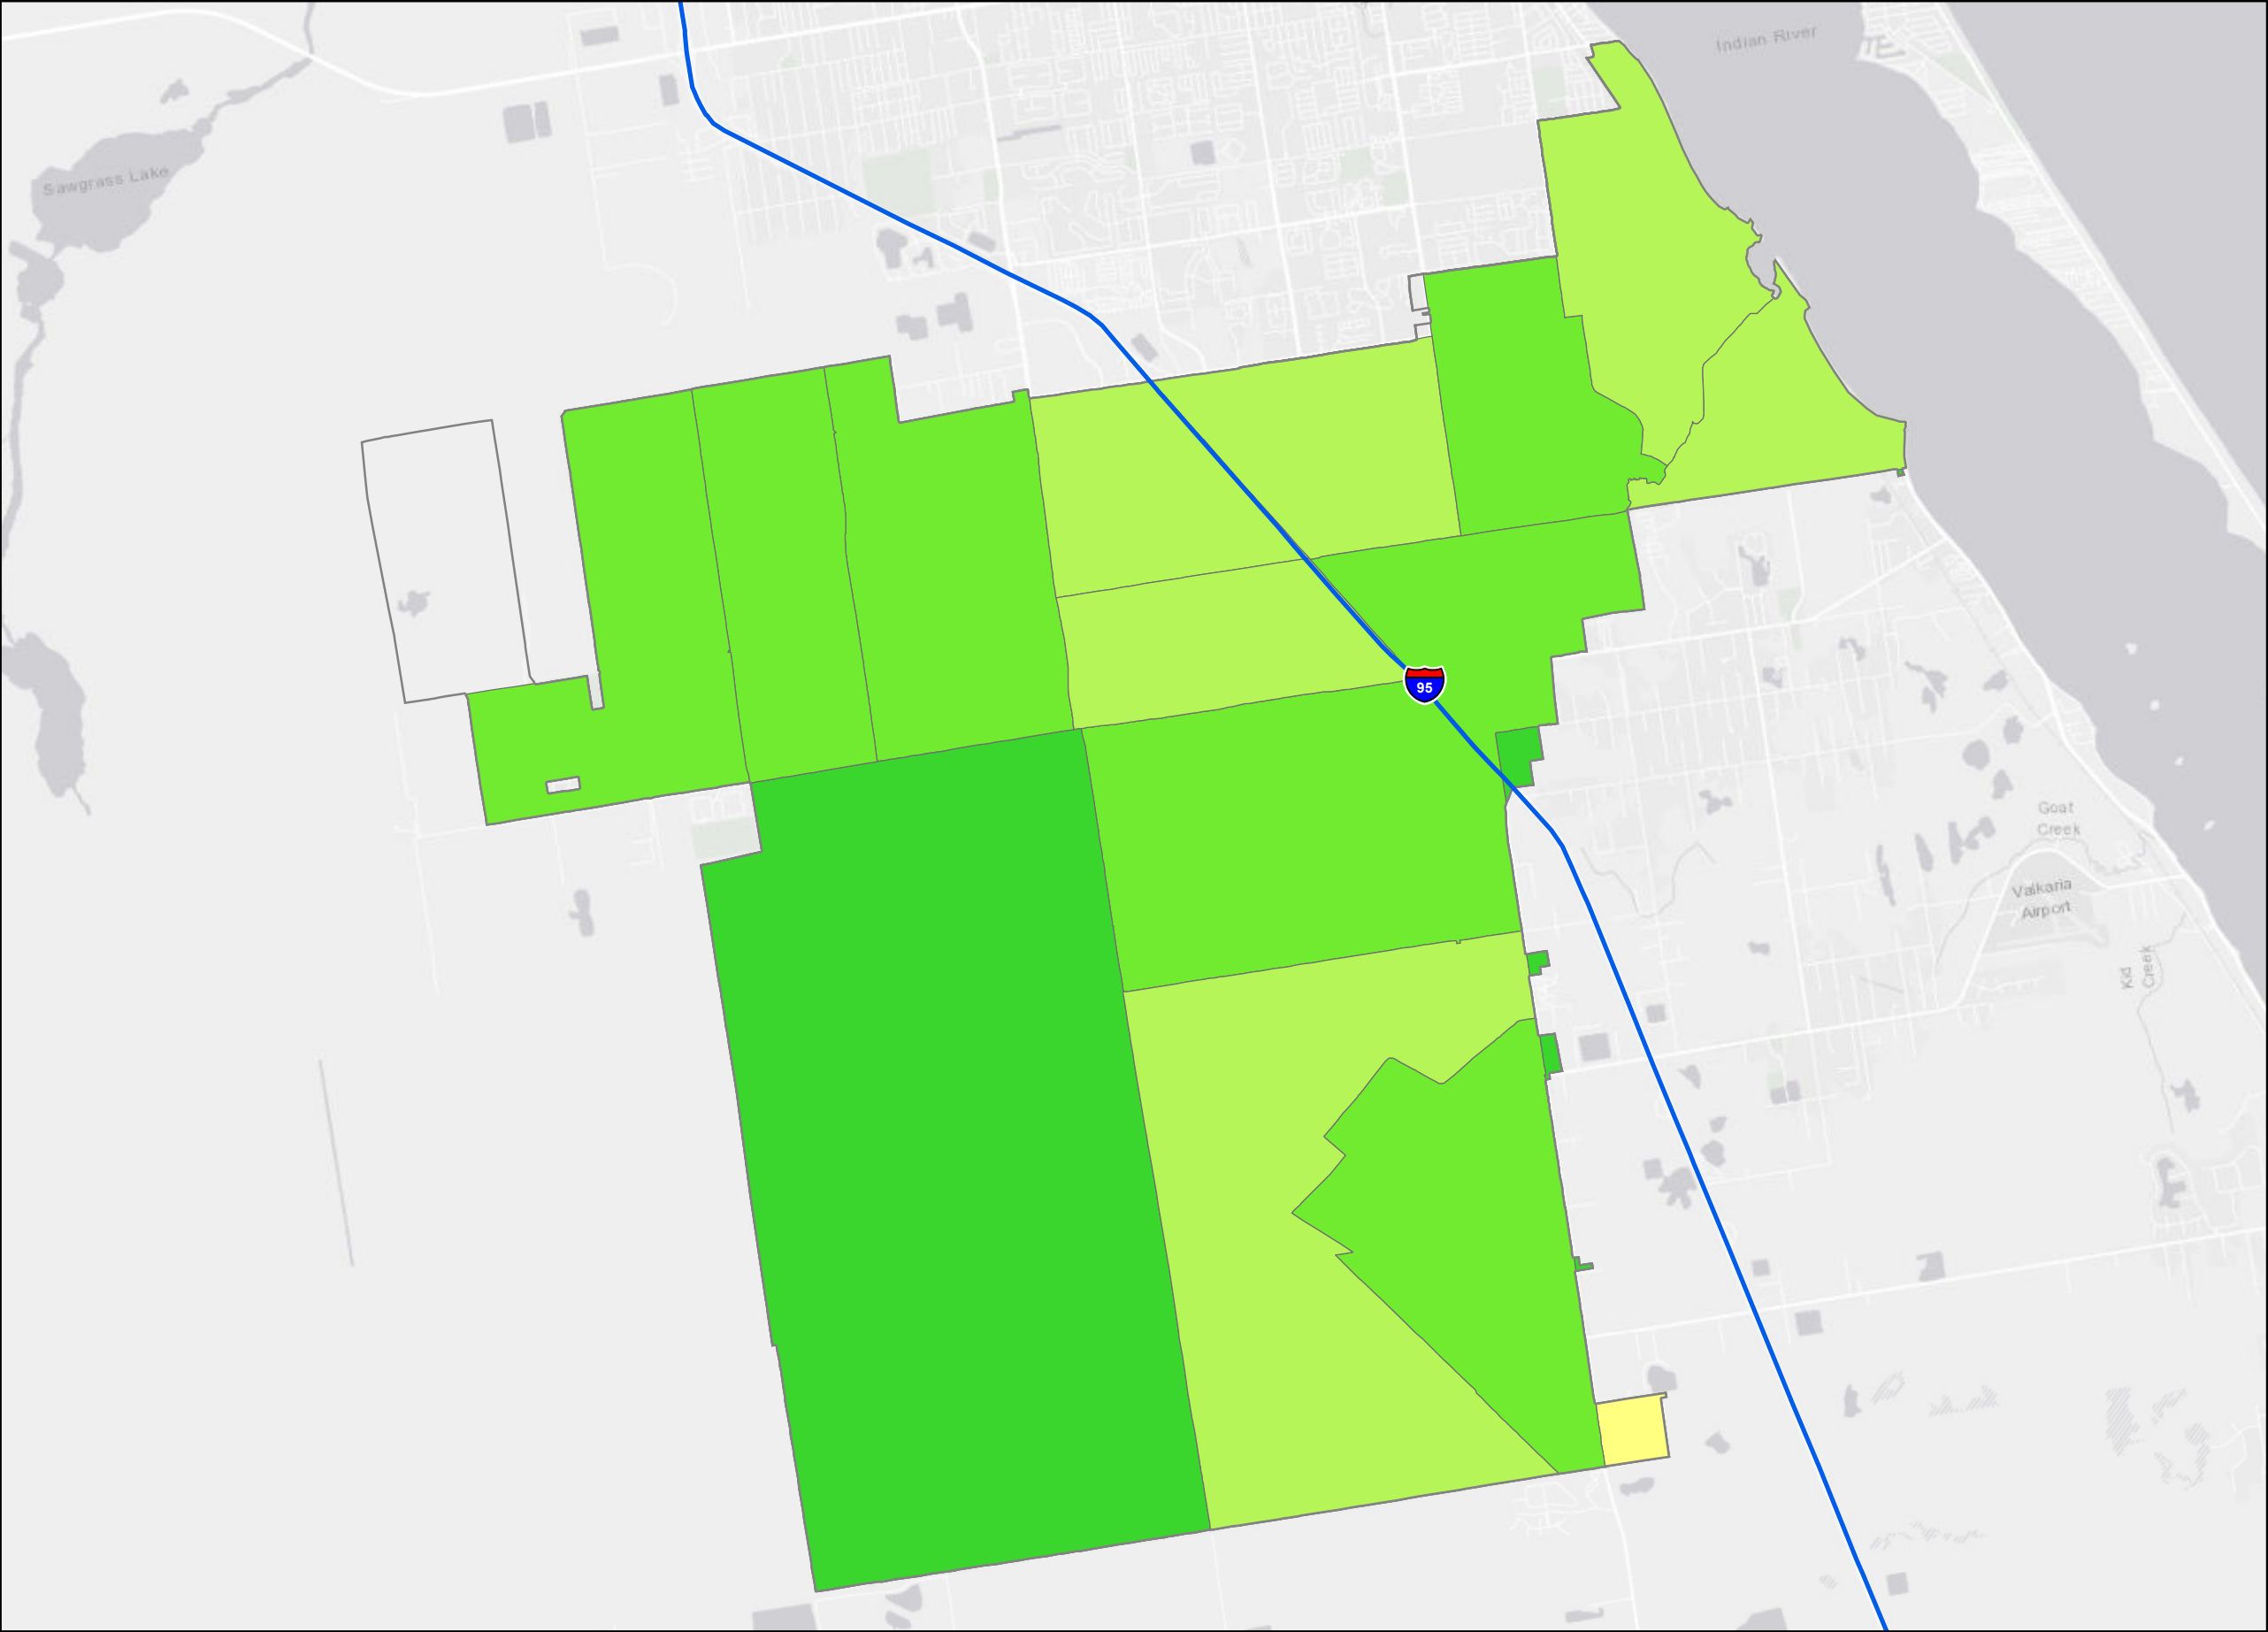 Indian River
Sawgrass Lake
95
Goat
Creek
Valkaria
Airport
Kid
Creek